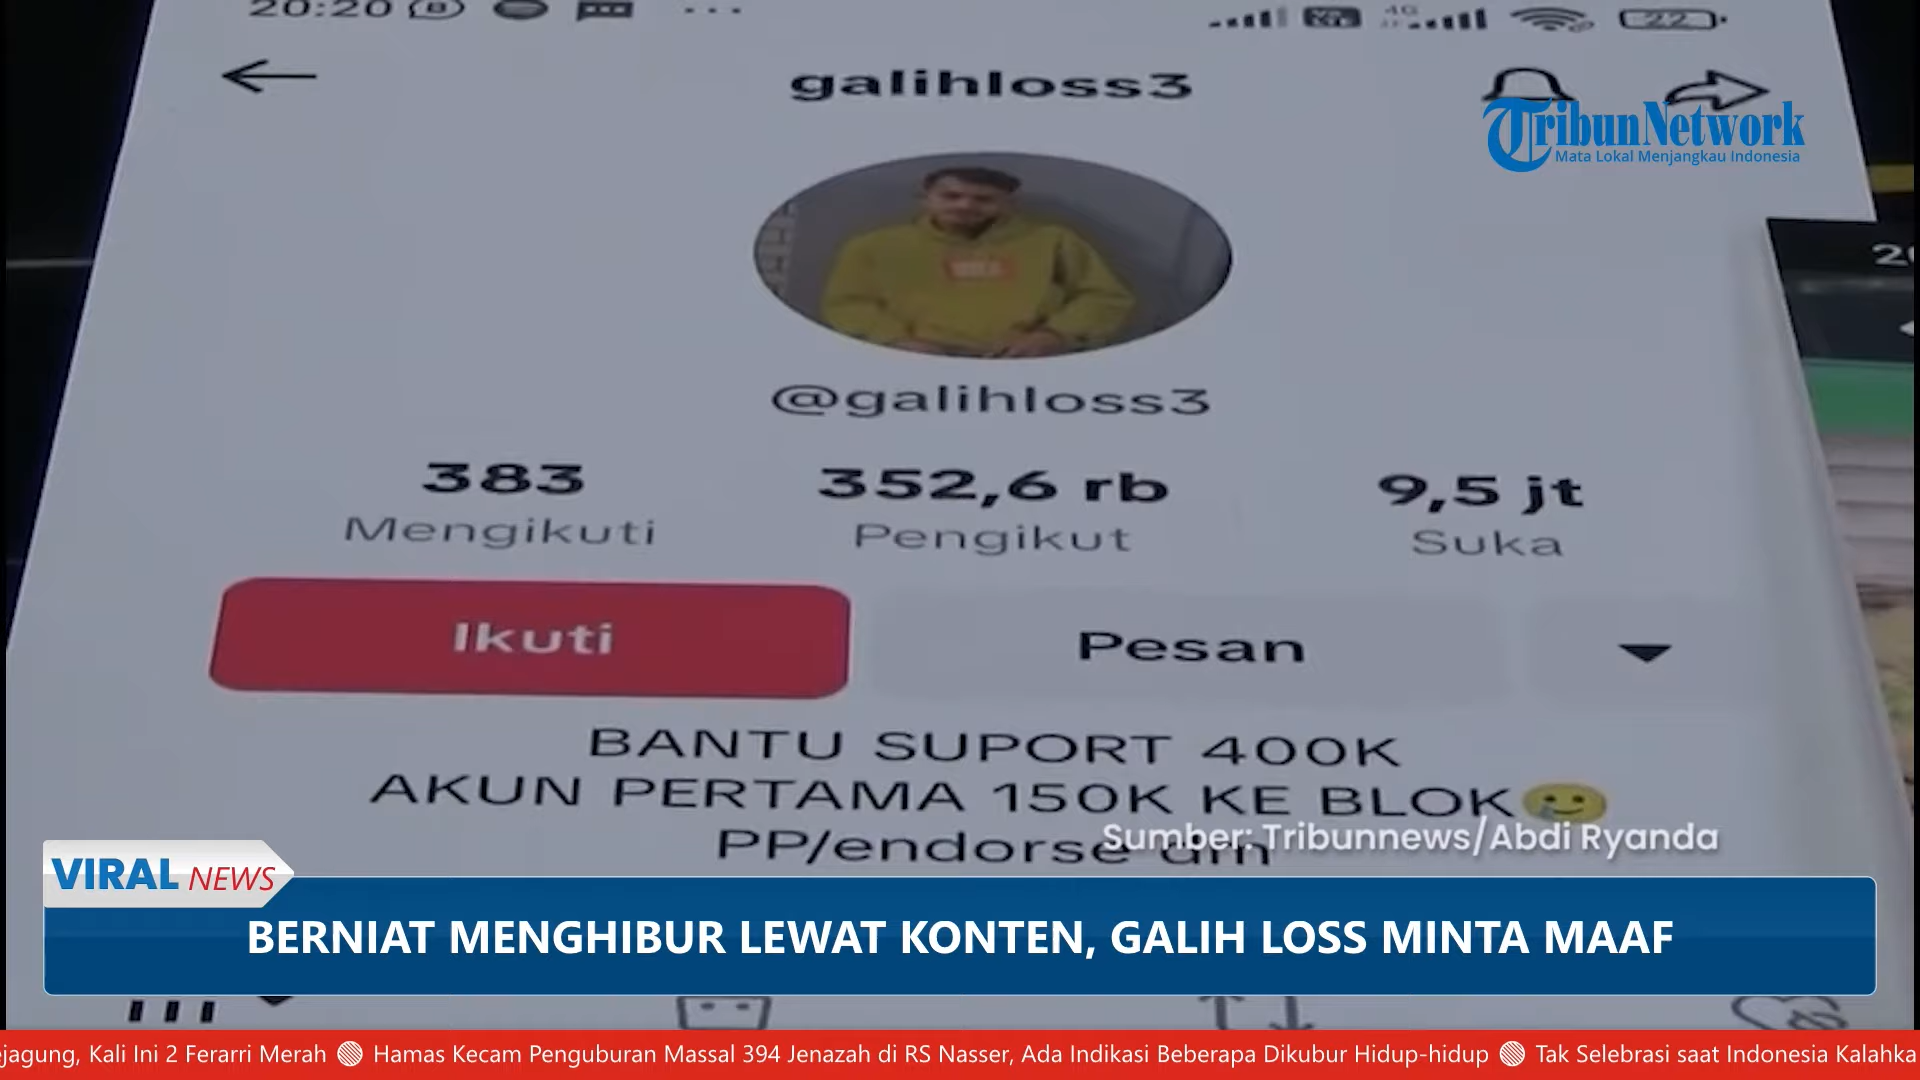 20:20
22
galihloss3
TribunNetwork
Mata Lokal Menjangkau Indonesia
@galihloss3
383
Mengikuti
352,6 rb
Pengikut
9,5 jt
Suka
Ikuti
Pesan
BANTU SUPORT 400K
AKUN PERTAMA 150K KE BLOK🥲
PP/endorse dm
Sumber: Tribunnews/Abdi Ryanda
VIRAL NEWS
BERNIAT MENGHIBUR LEWAT KONTEN, GALIH LOSS MINTA MAAF
ejagung, Kali Ini 2 Ferarri Merah Hamas Kecam Penguburan Massal 394 Jenazah di RS Nasser, Ada Indikasi Beberapa Dikubur Hidup-hidup Tak Selebrasi saat Indonesia Kalahka